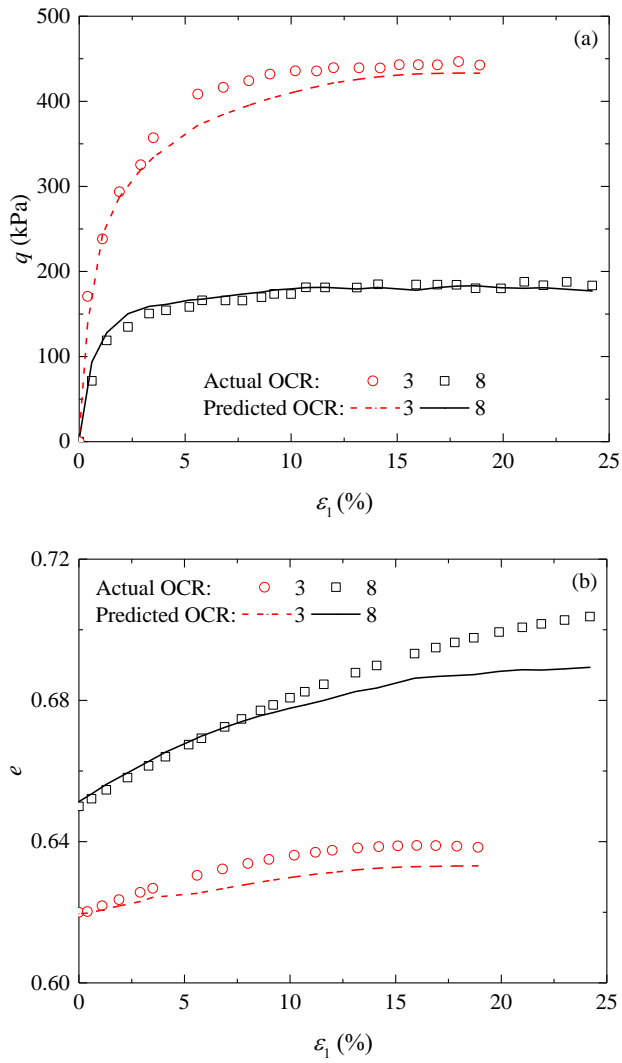 500
(a)
400
300
q (kPa)
200
100
Actual OCR: 3 8
Predicted OCR: 3 8
0
0 5 10 15 20 25
ε1 (%)
0.72
(b)
Actual OCR: 3 8
Predicted OCR: 3 8
0.68
e
0.64
0.60
0 5 10 15 20 25
ε1 (%)